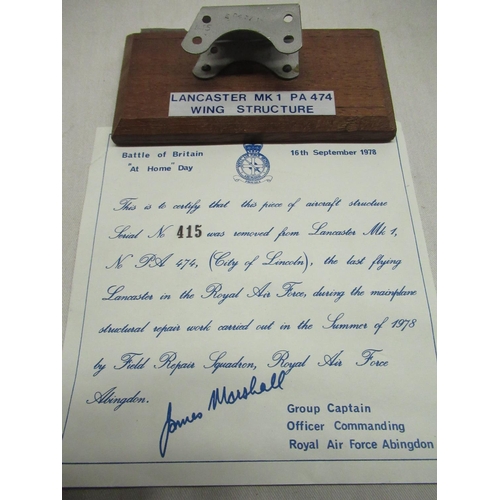 LANCASTER MK 1 PA 474
WING STRUCTURE
Battle of Britain
"At Home" Day
16th September 1978
This is to certify that this piece of aircraft structure
Serial No 415 was removed from Lancaster Mk 1,
No PA 474, (City of Lincoln), the last flying
Lancaster in the Royal Air Force, during the mainplane
structural repair work carried out in the Summer of 1978
by Field Repair Squadron, Royal Air Force
Abingdon.
James Marshall
Group Captain
Officer Commanding
Royal Air Force Abingdon